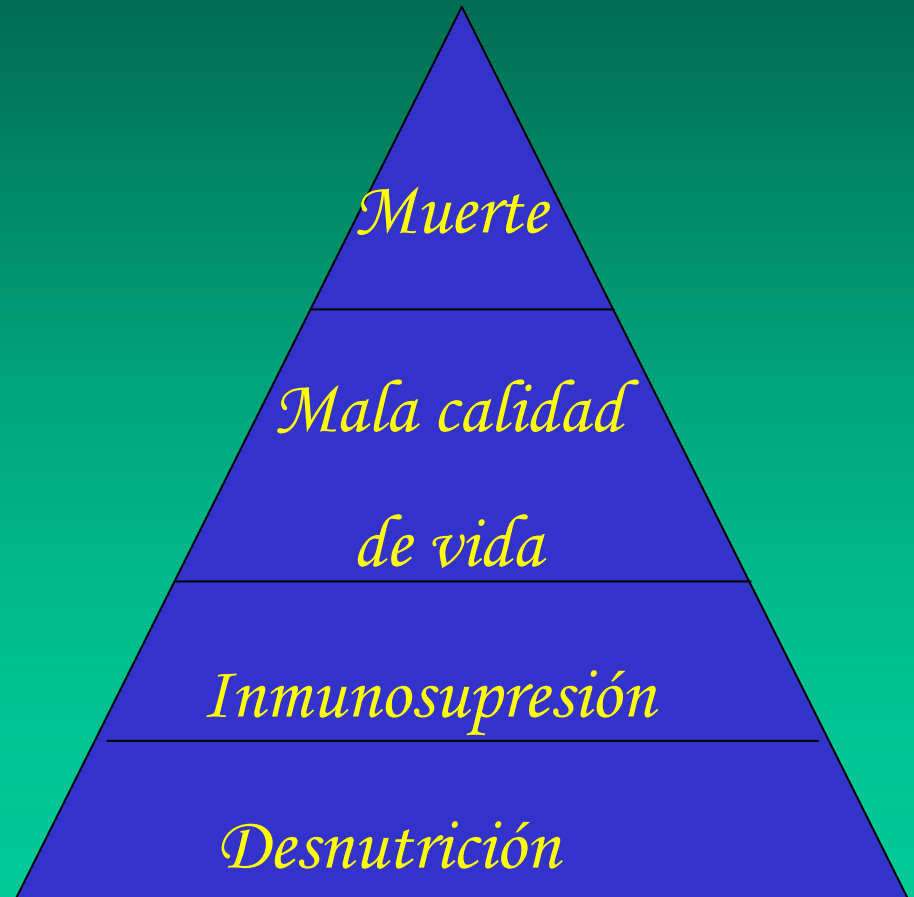 Muerte
Mala calidad
de vida
Inmunosupresión
Desnutrición